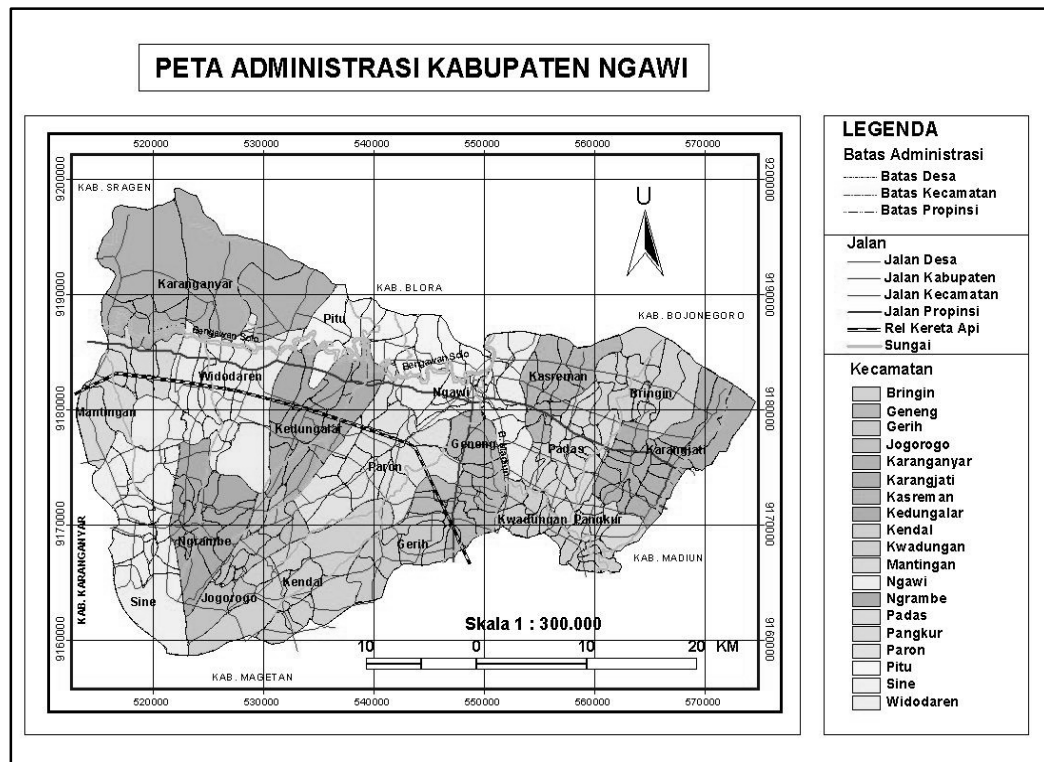 PETA ADMINISTRASI KABUPATEN NGAWI
520000 530000 540000 550000 560000 570000
9200000 9200000
KAB. SRAGEN
U
Karanganyar
9190000 KAB. BLORA 9190000
Pitu
KAB. BOJONEGORO
Bengawan Solo
Bengawan Solo
Widodaren Kasreman
Ngawi Bringin
9180000 Mantingan 9180000
Kedungalar
Geneng Padas Karangjati
Paron
B. Madiun
9170000 Kwadungan Pangkur 9170000
Ngrambe Gerih
KAB. MADIUN
KAB. KARANGANYAR
Kendal
Sine Jogorogo
Skala 1 : 300.000
9160000 10 0 10 20 KM 9160000
KAB. MAGETAN
520000 530000 540000 550000 560000 570000
LEGENDA
Batas Administrasi
Batas Desa
Batas Kecamatan
Batas Propinsi
Jalan
Jalan Desa
Jalan Kabupaten
Jalan Kecamatan
Jalan Propinsi
Rel Kereta Api
Sungai
Kecamatan
Bringin
Geneng
Gerih
Jogorogo
Karanganyar
Karangjati
Kasreman
Kedungalar
Kendal
Kwadungan
Mantingan
Ngawi
Ngrambe
Padas
Pangkur
Paron
Pitu
Sine
Widodaren